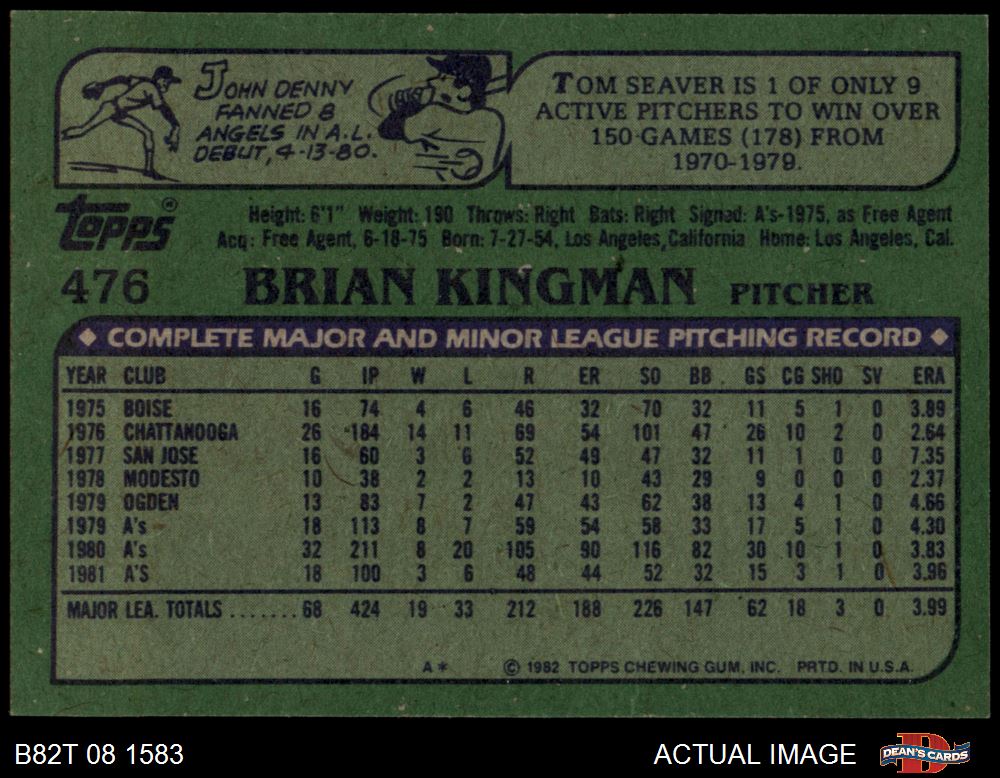 JOHN DENNY
FANNED 8
ANGELS IN A.L.
DEBUT, 4-13-80.
TOM SEAVER IS 1 OF ONLY 9
ACTIVE PITCHERS TO WIN OVER
150 GAMES (178) FROM
1970-1979.
TOPPS®
Height: 6'1" Weight: 190 Throws: Right Bats: Right Signed: A's-1975, as Free Agent
Acq: Free Agent, 6-18-75 Born: 7-27-54, Los Angeles, California Home: Los Angeles, Cal.
476 BRIAN KINGMAN PITCHER
◆ COMPLETE MAJOR AND MINOR LEAGUE PITCHING RECORD ◆
YEAR CLUB G IP W L R ER SO BB GS CG SHO SV ERA
1975 BOISE 16 74 4 6 46 32 70 32 11 5 1 0 3.89
1976 CHATTANOOGA 26 184 14 11 69 54 101 47 26 10 2 0 2.64
1977 SAN JOSE 16 60 3 6 52 49 47 32 11 1 0 0 7.35
1978 MODESTO 10 38 2 2 13 10 43 29 9 0 0 0 2.37
1979 OGDEN 13 83 7 2 47 43 62 38 13 4 1 0 4.66
1979 A's 18 113 8 7 59 54 58 33 17 5 1 0 4.30
1980 A's 32 211 8 20 105 90 116 82 30 10 1 0 3.83
1981 A'S 18 100 3 6 48 44 52 32 15 3 1 0 3.96
MAJOR LEA. TOTALS ....... 68 424 19 33 212 188 226 147 62 18 3 0 3.99
A* © 1982 TOPPS CHEWING GUM, INC. PRTD. IN U.S.A.
B82T 08 1583 ACTUAL IMAGE DEAN'S CARDS